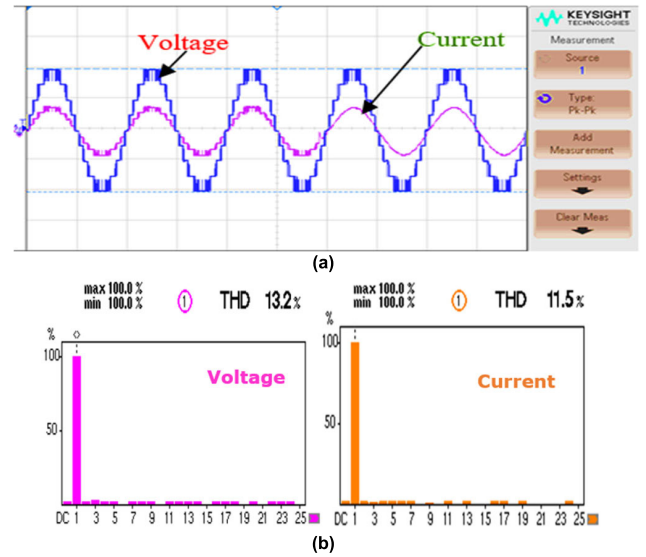 KEYSIGHT
TECHNOLOGIES
Measurement
Source
1
Type:
Pk-Pk
Add
Measurement
Settings
Clear Meas
Voltage
Current
(a)
max 100.0 %
min 100.0 %
1 THD 13.2 %
%
100
50
Voltage
DC 1 3 5 7 9 11 13 15 17 19 21 23 25
max 100.0 %
min 100.0 %
1 THD 11.5 %
%
100
50
Current
DC 1 3 5 7 9 11 13 15 17 19 21 23 25
(b)